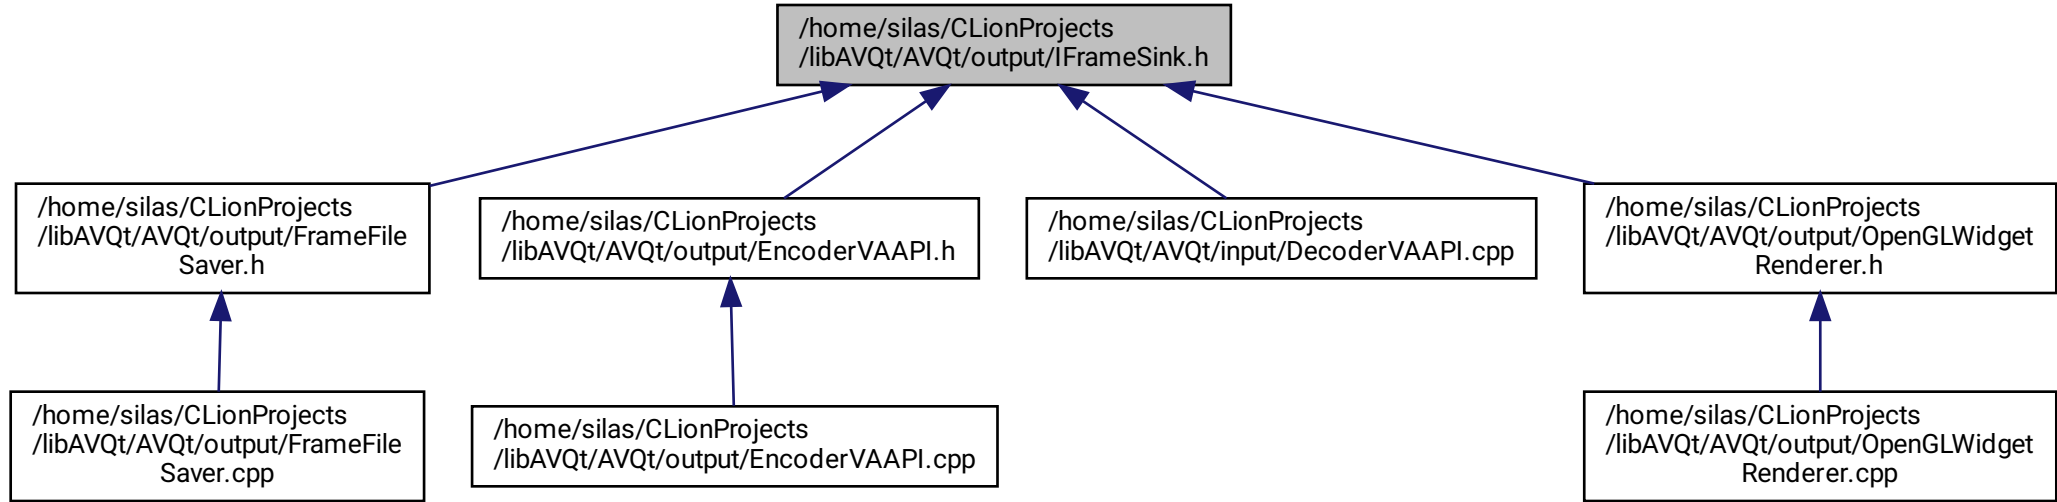 /home/silas/CLionProjects
/libAVQt/AVQt/output/IFrameSink.h
/home/silas/CLionProjects
/libAVQt/AVQt/output/FrameFile
Saver.h
/home/silas/CLionProjects
/libAVQt/AVQt/output/EncoderVAAPI.h
/home/silas/CLionProjects
/libAVQt/AVQt/input/DecoderVAAPI.cpp
/home/silas/CLionProjects
/libAVQt/AVQt/output/OpenGLWidget
Renderer.h
/home/silas/CLionProjects
/libAVQt/AVQt/output/FrameFile
Saver.cpp
/home/silas/CLionProjects
/libAVQt/AVQt/output/EncoderVAAPI.cpp
/home/silas/CLionProjects
/libAVQt/AVQt/output/OpenGLWidget
Renderer.cpp